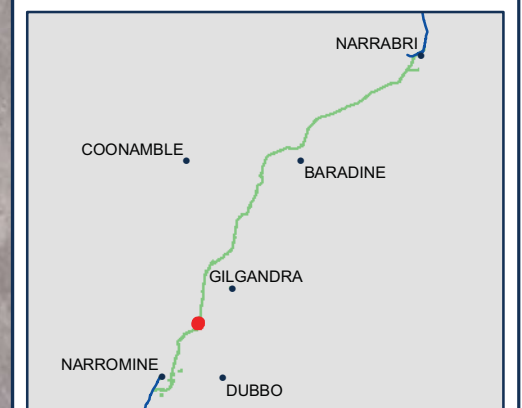 NARRABRI
COONAMBLE
BARADINE
GILGANDRA
NARROMINE
DUBBO